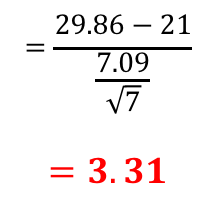 = (29.86 − 21) / (7.09 / √7)
= 3.31